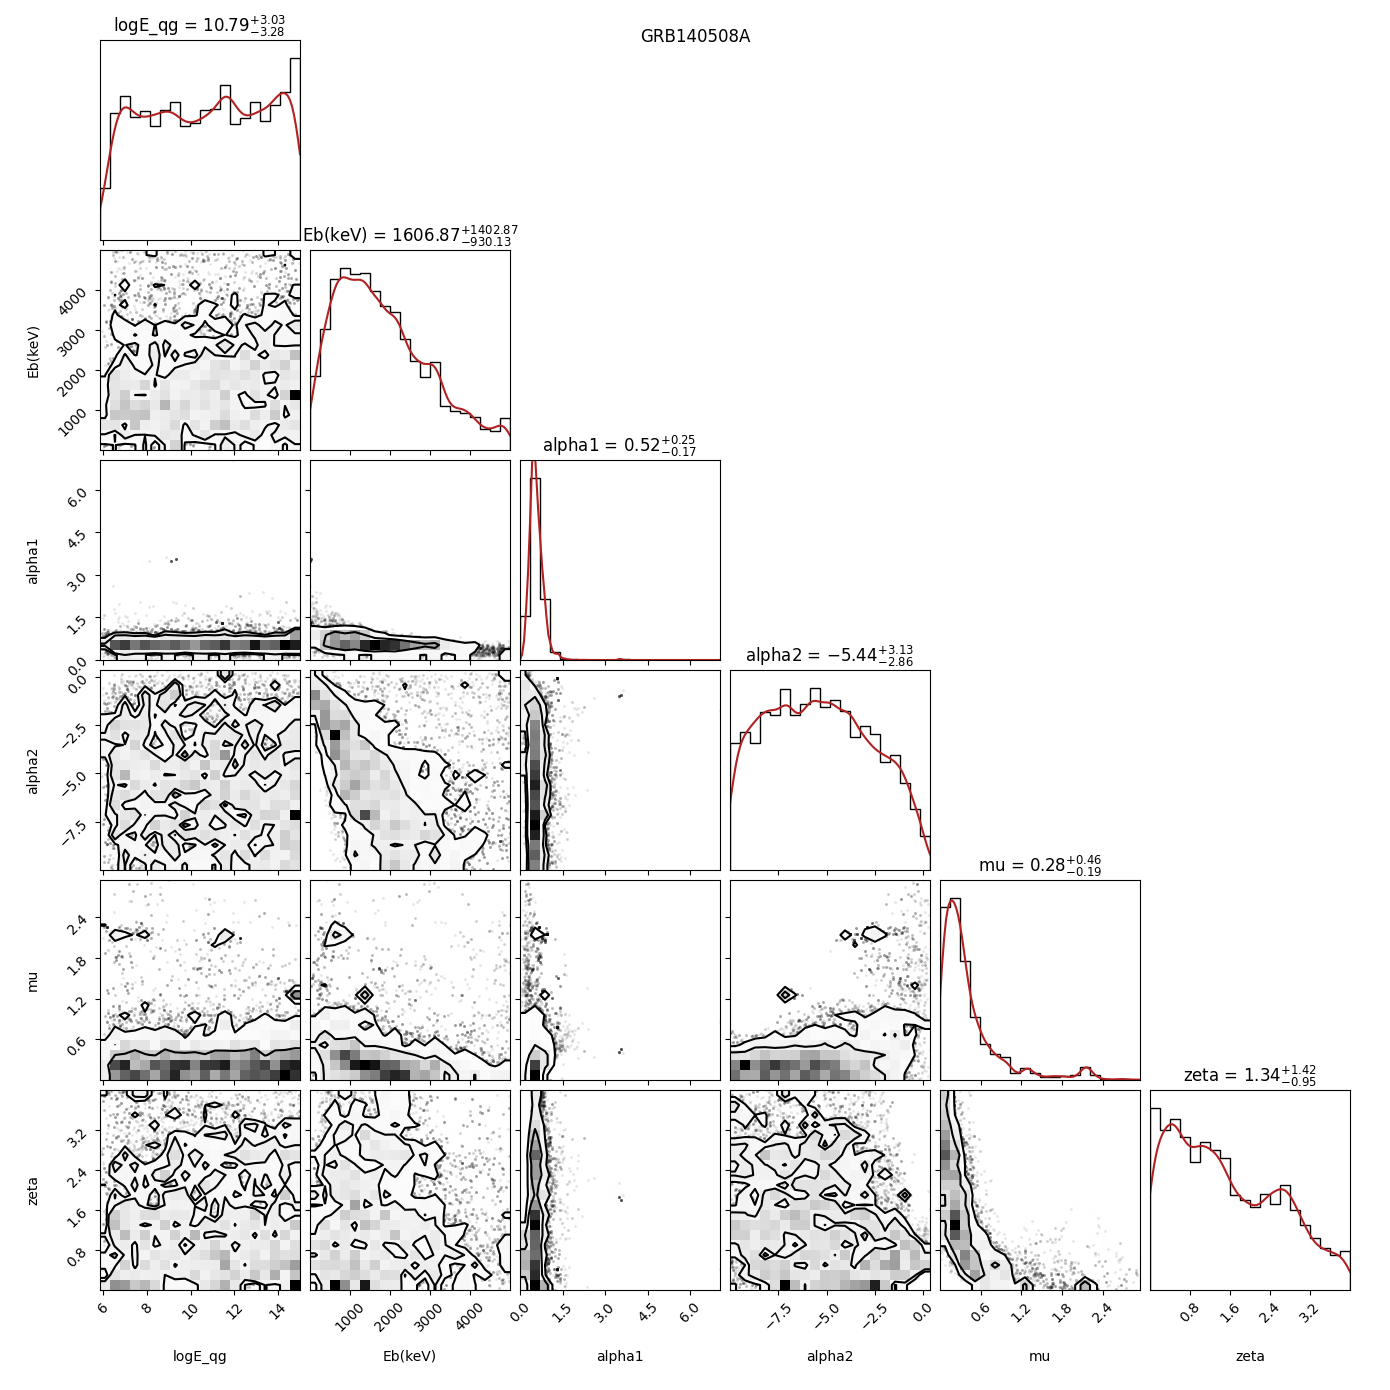 GRB140508A
logE_qg = 10.79+3.03−3.28
Eb(keV) = 1606.87+1402.87−930.13
4000
3000
2000
1000
Eb(keV)
alpha1 = 0.52+0.25−0.17
6.0
4.5
3.0
1.5
0.0
alpha1
alpha2 = −5.44+3.13−2.86
0.0
−2.5
−5.0
−7.5
alpha2
mu = 0.28+0.46−0.19
2.4
1.8
1.2
0.6
mu
zeta = 1.34+1.42−0.95
3.2
2.4
1.6
0.8
zeta
6 8 10 12 14
1000 2000 3000 4000
0.0 1.5 3.0 4.5 6.0
−7.5 −5.0 −2.5 0.0
0.6 1.2 1.8 2.4
0.8 1.6 2.4 3.2
logE_qg Eb(keV) alpha1 alpha2 mu zeta